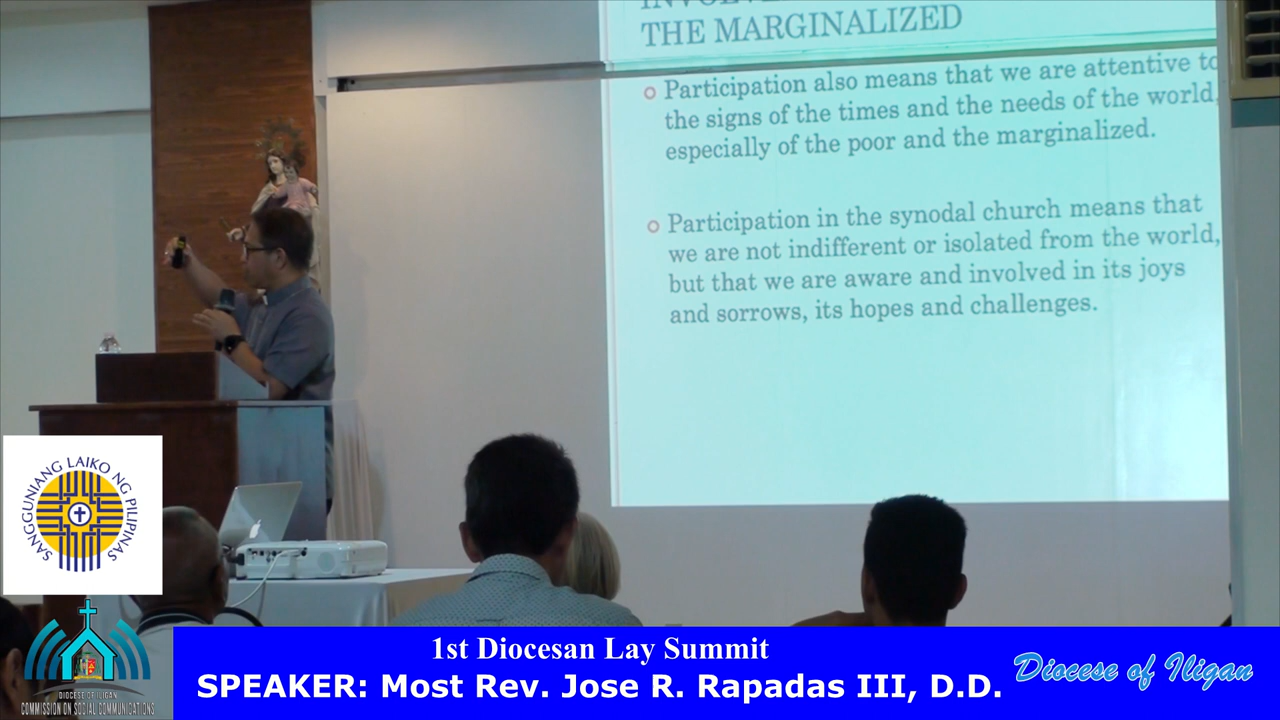 THE MARGINALIZED
Participation also means that we are attentive to
the signs of the times and the needs of the world,
especially of the poor and the marginalized.
Participation in the synodal church means that
we are not indifferent or isolated from the world,
but that we are aware and involved in its joys
and sorrows, its hopes and challenges.
SANGGUNIANG LAIKO NG PILIPINAS
DIOCESE OF ILIGAN
COMMISSION ON SOCIAL COMMUNICATIONS
1st Diocesan Lay Summit
SPEAKER: Most Rev. Jose R. Rapadas III, D.D.
Diocese of Iligan